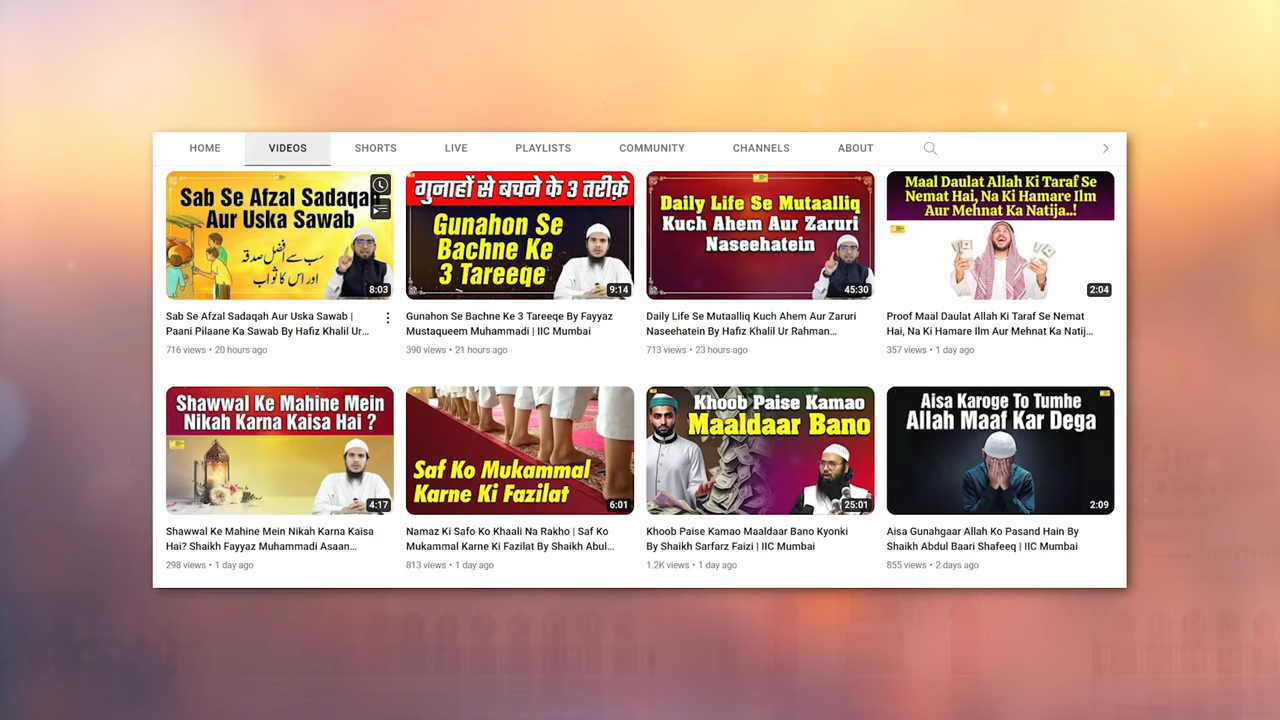 HOME
VIDEOS
SHORTS
LIVE
PLAYLISTS
COMMUNITY
CHANNELS
ABOUT
Sab Se Afzal Sadaqah
Aur Uska Sawab
سب سے افضل صدقہ
اور اس کا ثواب
8:03
गुनाहों से बचने के 3 तरीक़े
Gunahon Se
Bachne Ke
3 Tareeqe
9:14
Daily Life Se Mutaalliq
Kuch Ahem Aur Zaruri
Naseehatein
45:30
Maal Daulat Allah Ki Taraf Se
Nemat Hai, Na Ki Hamare Ilm
Aur Mehnat Ka Natija..!
2:04
Sab Se Afzal Sadaqah Aur Uska Sawab |
Paani Pilaane Ka Sawab By Hafiz Khalil Ur...
716 views • 20 hours ago
Gunahon Se Bachne Ke 3 Tareeqe By Fayyaz
Mustaqueem Muhammadi | IIC Mumbai
390 views • 21 hours ago
Daily Life Se Mutaalliq Kuch Ahem Aur Zaruri
Naseehatein By Hafiz Khalil Ur Rahman...
713 views • 23 hours ago
Proof Maal Daulat Allah Ki Taraf Se Nemat
Hai, Na Ki Hamare Ilm Aur Mehnat Ka Natij...
357 views • 1 day ago
Shawwal Ke Mahine Mein
Nikah Karna Kaisa Hai ?
4:17
Saf Ko Mukammal
Karne Ki Fazilat
6:01
Khoob Paise Kamao
Maaldaar Bano
25:01
Aisa Karoge To Tumhe
Allah Maaf Kar Dega
2:09
Shawwal Ke Mahine Mein Nikah Karna Kaisa
Hai? Shaikh Fayyaz Muhammadi Asaan...
298 views • 1 day ago
Namaz Ki Safo Ko Khaali Na Rakho | Saf Ko
Mukammal Karne Ki Fazilat By Shaikh Abul...
813 views • 1 day ago
Khoob Paise Kamao Maaldaar Bano Kyonki
By Shaikh Sarfarz Faizi | IIC Mumbai
1.2K views • 1 day ago
Aisa Gunahgaar Allah Ko Pasand Hain By
Shaikh Abdul Baari Shafeeq | IIC Mumbai
855 views • 2 days ago